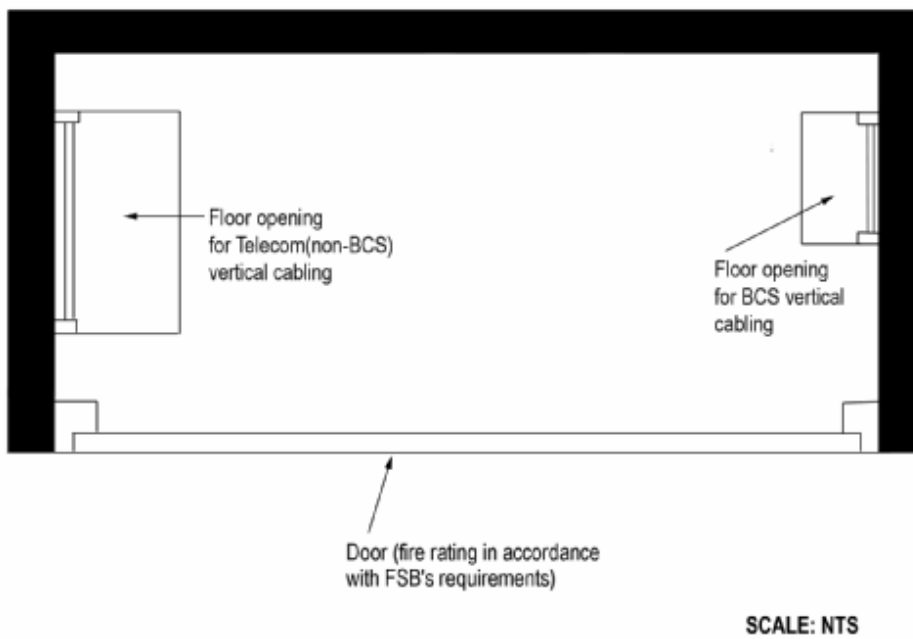 Floor opening
for Telecom(non-BCS)
vertical cabling
Floor opening
for BCS vertical
cabling
Door (fire rating in accordance
with FSB's requirements)
SCALE: NTS